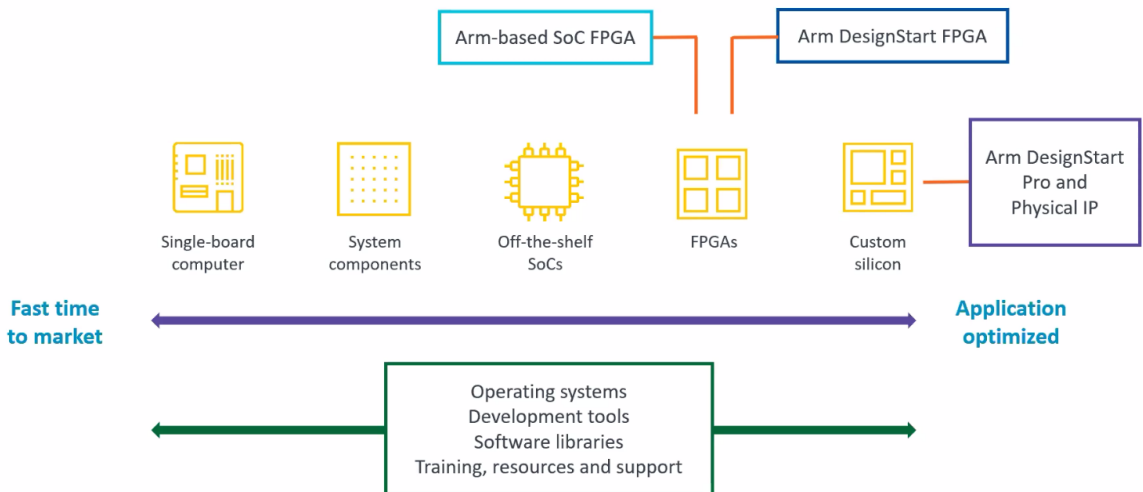 Arm-based SoC FPGA
Arm DesignStart FPGA
Arm DesignStart
Pro and
Physical IP
Single-board
computer
System
components
Off-the-shelf
SoCs
FPGAs
Custom
silicon
Fast time
to market
Application
optimized
Operating systems
Development tools
Software libraries
Training, resources and support